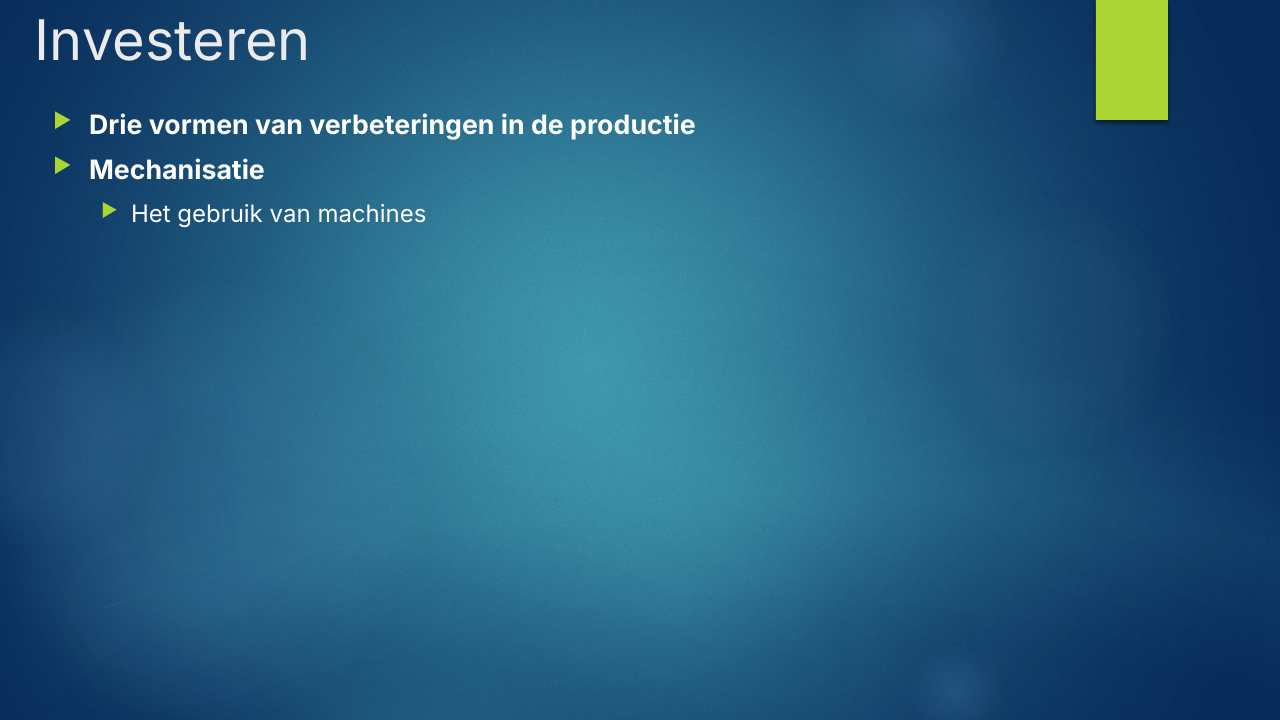 Investeren
Drie vormen van verbeteringen in de productie
Mechanisatie
Het gebruik van machines